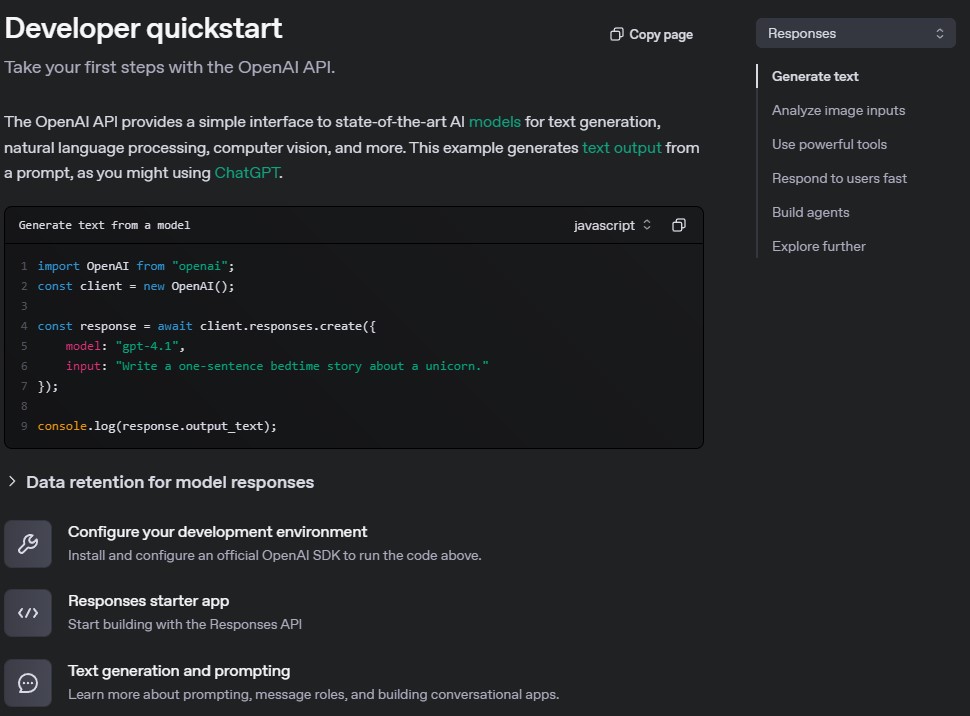 Developer quickstart
Copy page
Take your first steps with the OpenAI API.
The OpenAI API provides a simple interface to state-of-the-art AI models for text generation,
natural language processing, computer vision, and more. This example generates text output from
a prompt, as you might using ChatGPT.
Generate text from a model
javascript
1 import OpenAI from "openai";
2 const client = new OpenAI();
3
4 const response = await client.responses.create({
5     model: "gpt-4.1",
6     input: "Write a one-sentence bedtime story about a unicorn."
7 });
8
9 console.log(response.output_text);
Data retention for model responses
Configure your development environment
Install and configure an official OpenAI SDK to run the code above.
Responses starter app
Start building with the Responses API
Text generation and prompting
Learn more about prompting, message roles, and building conversational apps.
Responses
Generate text
Analyze image inputs
Use powerful tools
Respond to users fast
Build agents
Explore further